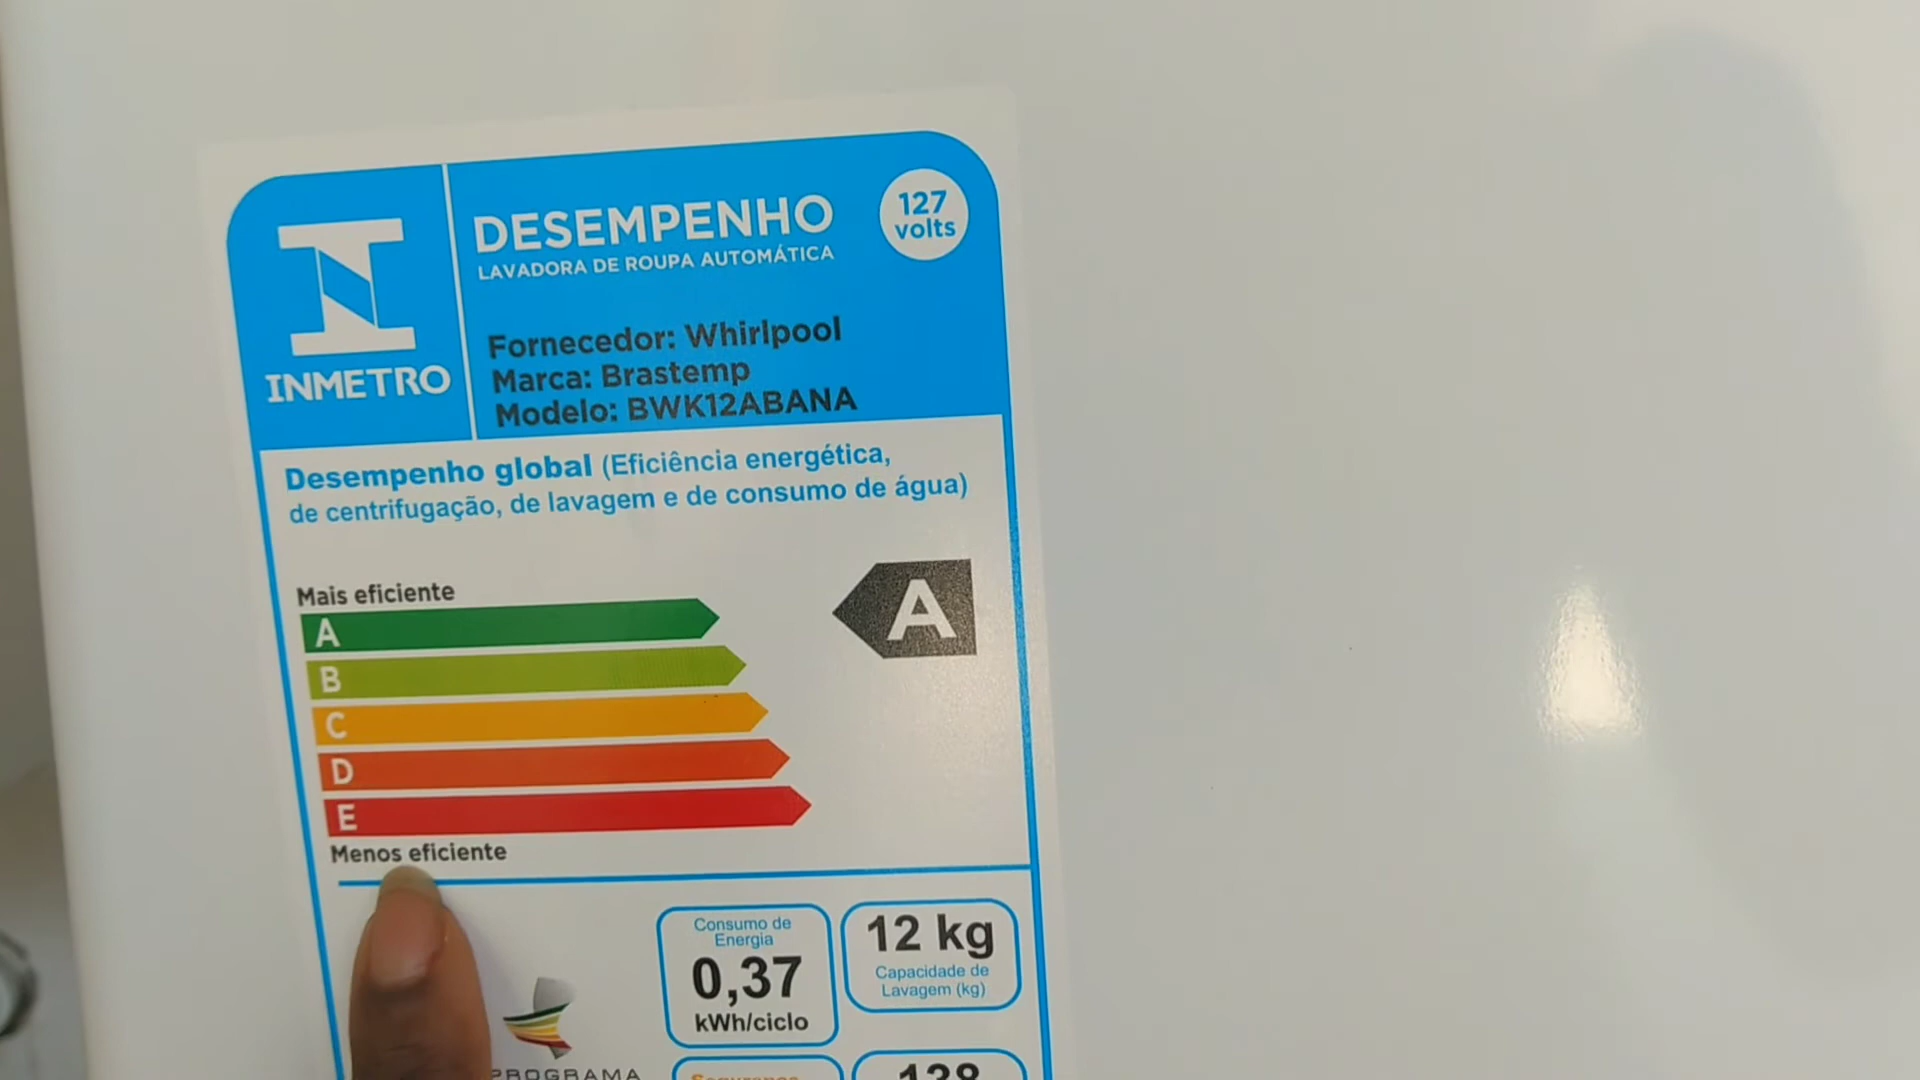 DESEMPENHO
LAVADORA DE ROUPA AUTOMÁTICA
127
volts
INMETRO
Fornecedor: Whirlpool
Marca: Brastemp
Modelo: BWK12ABANA
Desempenho global (Eficiência energética,
de centrifugação, de lavagem e de consumo de água)
Mais eficiente
A
A
B
C
D
E
Menos eficiente
Consumo de
Energia
0,37
kWh/ciclo
12 kg
Capacidade de
Lavagem (kg)
PROGRAMA